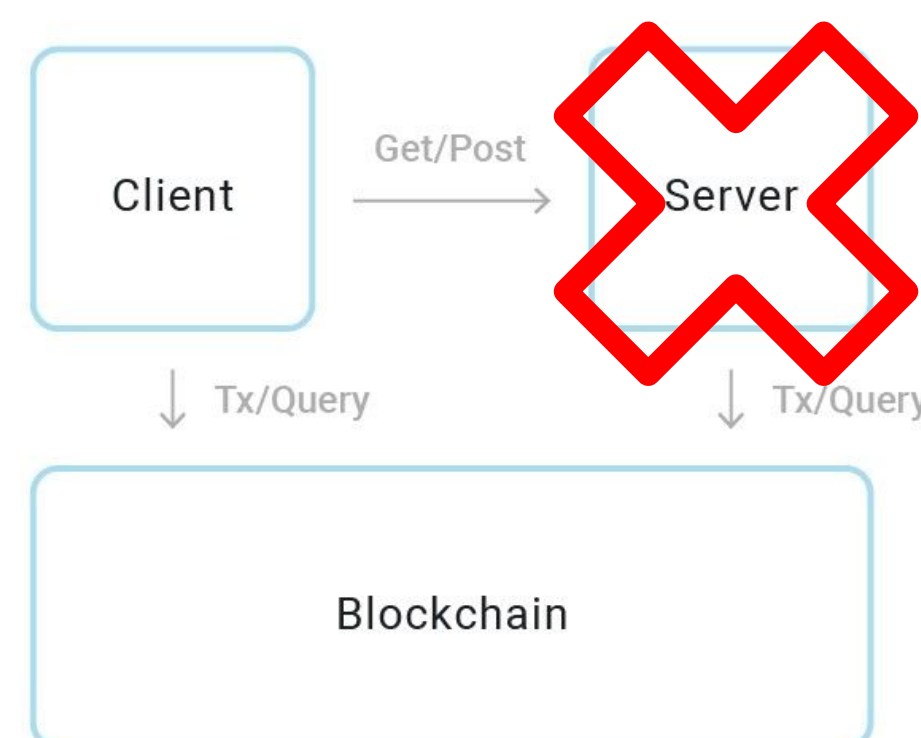 Get/Post
Client
Server
Tx/Query
Tx/Query
Blockchain